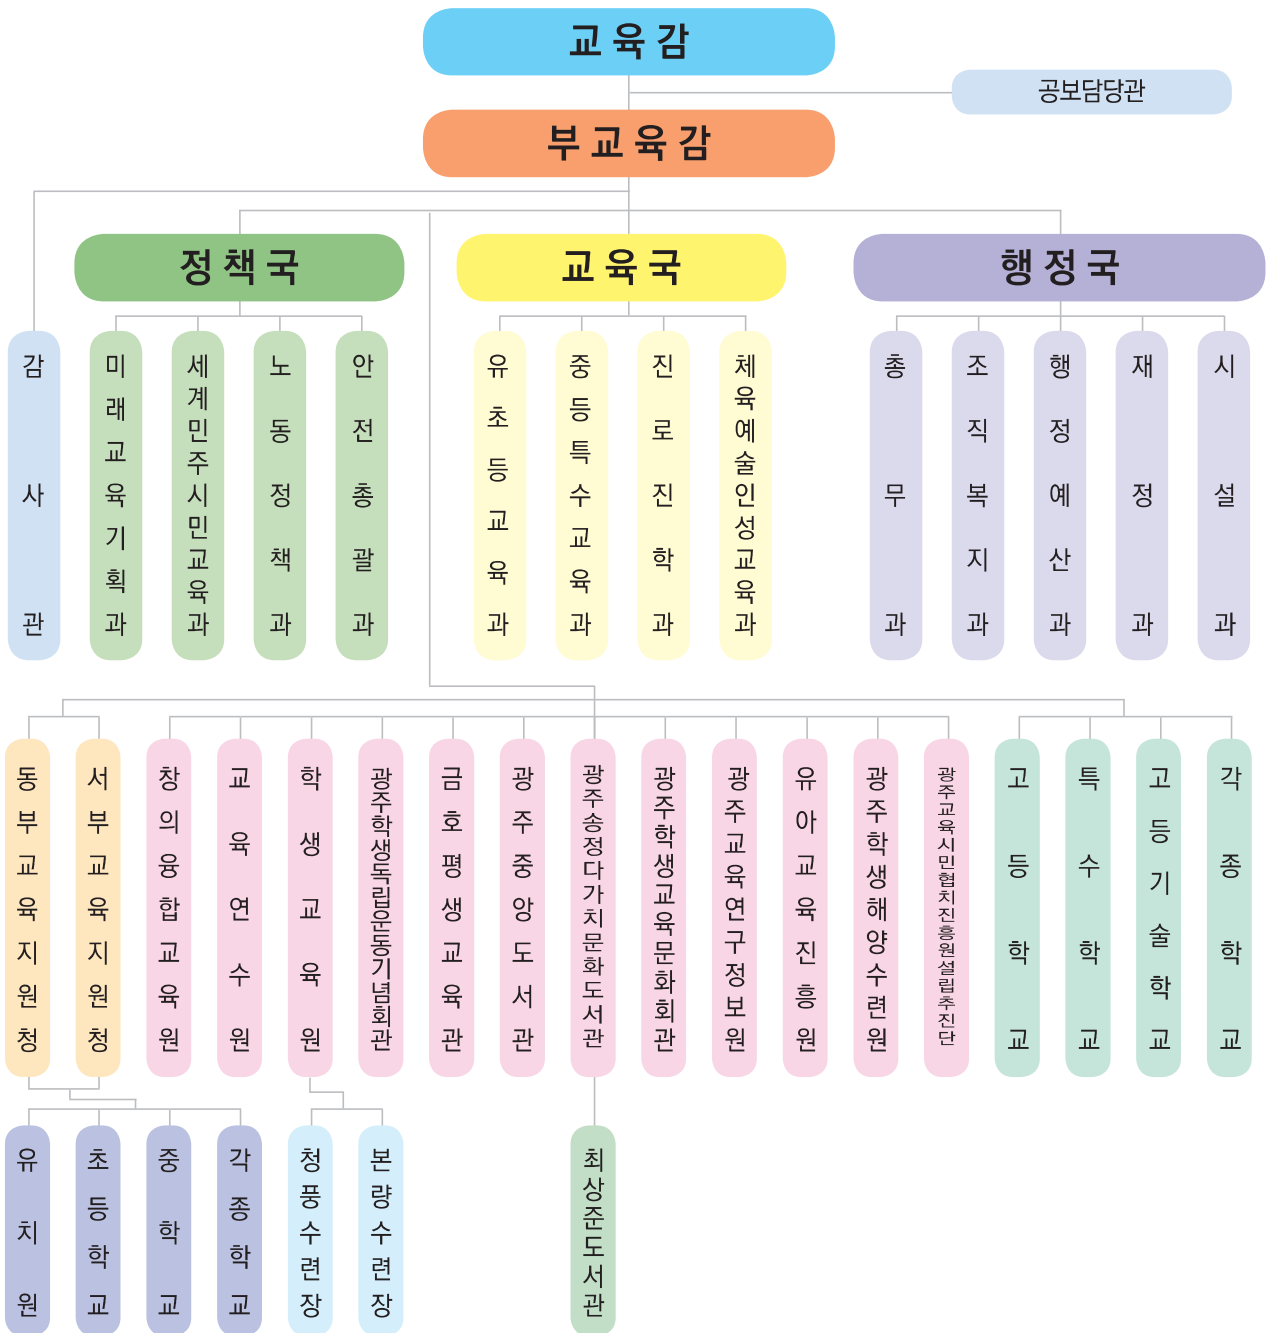 교육감
공보담당관
부교육감
정책국
교육국
행정국
감사관
미래교육기획과
세계민주시민교육과
노동정책과
안전총괄과
유초등교육과
중등특수교육과
진로진학과
체육예술인성교육과
총무과
조직복지과
행정예산과
재정과
시설과
동부교육지원청
서부교육지원청
창의융합교육원
교육연수원
학생교육원
광주학생독립운동기념회관
금호평생교육관
광주중앙도서관
광주송정다가치문화도서관
광주학생교육문화회관
광주교육연구정보원
유아교육진흥원
광주학생해양수련원
광주교육시민협치진흥원설립추진단
고등학교
특수학교
고등기술학교
각종학교
유치원
초등학교
중학교
각종학교
청풍수련장
본량수련장
최상준도서관